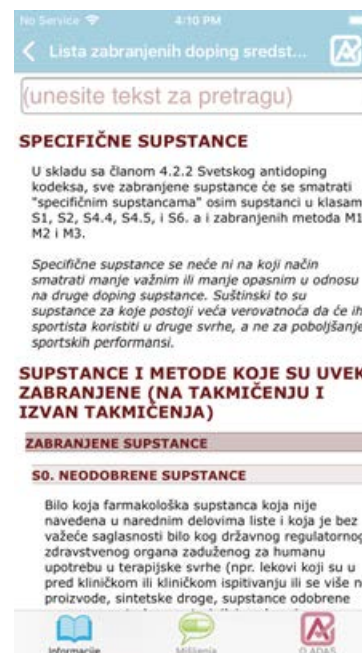 No Service 4:10 PM
Lista zabranjenih doping sredst...
(unesite tekst za pretragu)
SPECIFIČNE SUPSTANCE
U skladu sa članom 4.2.2 Svetskog antidoping
kodeksa, sve zabranjene supstance će se smatrati
"specifičnim supstancama" osim supstanci u klasam
S1, S2, S4.4, S4.5, i S6. a i zabranjenih metoda M1
M2 i M3.
Specifične supstance se neće ni na koji način
smatrati manje važnim ili manje opasnim u odnosu
na druge doping supstance. Suštinski to su
supstance za koje postoji veća verovatnoća da će ih
sportista koristiti u druge svrhe, a ne za poboljšanje
sportskih performansi.
SUPSTANCE I METODE KOJE SU UVEK
ZABRANJENE (NA TAKMIČENJU I
IZVAN TAKMIČENJA)
ZABRANJENE SUPSTANCE
S0. NEODOBRENE SUPSTANCE
Bilo koja farmakološka supstanca koja nije
navedena u narednim delovima liste i koja je bez
važeće saglasnosti bilo kog državnog regulatornog
zdravstvenog organa zaduženog za humanu
upotrebu u terapijske svrhe (npr. lekovi koji su u
pred kliničkom ili kliničkom ispitivanju ili se više n
proizvode, sintetske droge, supstance odobrene
Informacije Mišljenja O ADAS